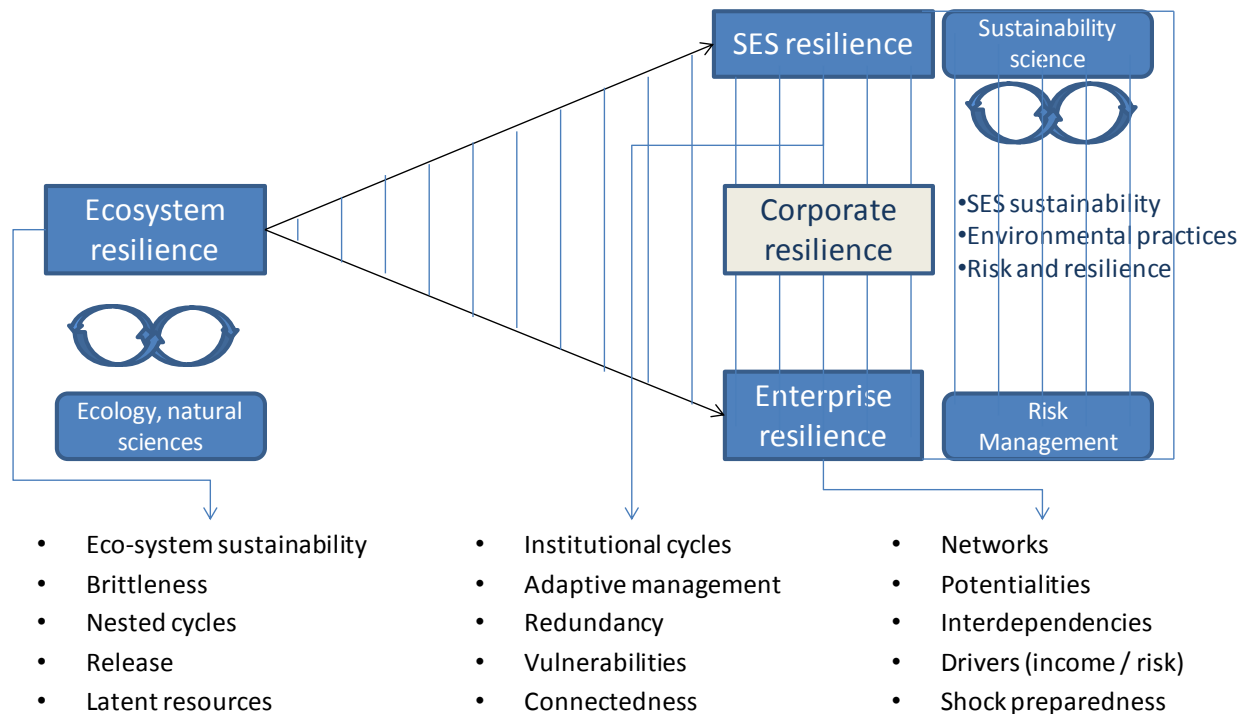 SES resilience
Sustainability
science
Ecosystem
resilience
Corporate
resilience
•SES sustainability
•Environmental practices
•Risk and resilience
Ecology, natural
sciences
Enterprise
resilience
Risk
Management
• Eco-system sustainability
• Brittleness
• Nested cycles
• Release
• Latent resources
• Institutional cycles
• Adaptive management
• Redundancy
• Vulnerabilities
• Connectedness
• Networks
• Potentialities
• Interdependencies
• Drivers (income / risk)
• Shock preparedness